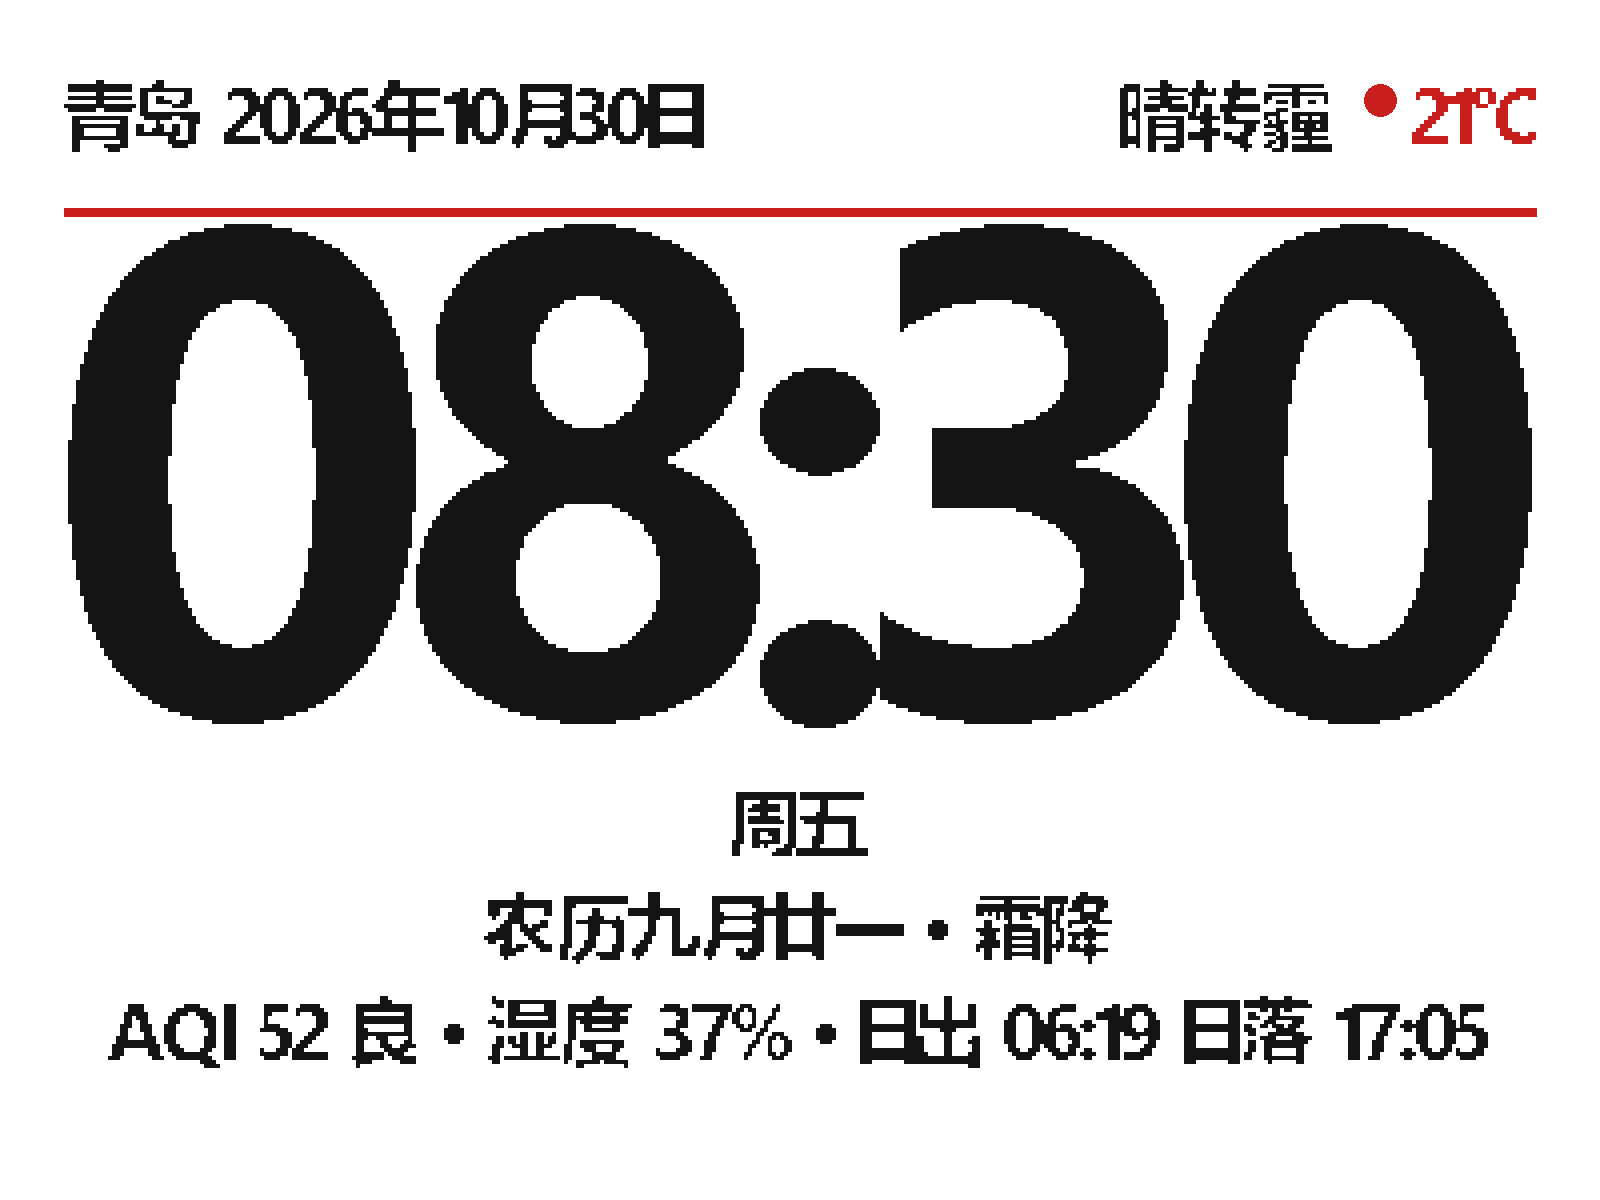 青岛 2026年10月30日 晴转霾 • 21°C
08:30
周五
农历九月廿一 • 霜降
AQI 52 良 • 湿度 37% • 日出 06:19 日落 17:05